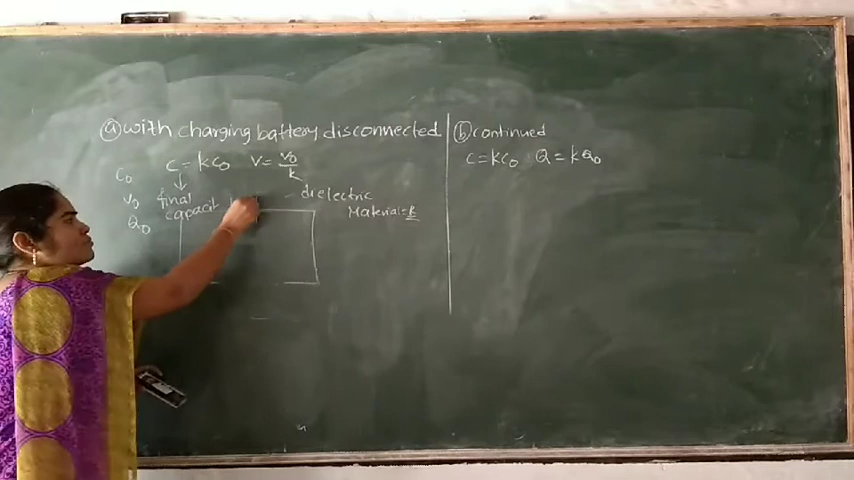 ⓐ with charging battery disconnected
C = KC₀ V = V₀/K
C₀
V₀
Q₀
final
capacit
dielectric
Material=k
ⓑ continued
C = KC₀ Q = KQ₀